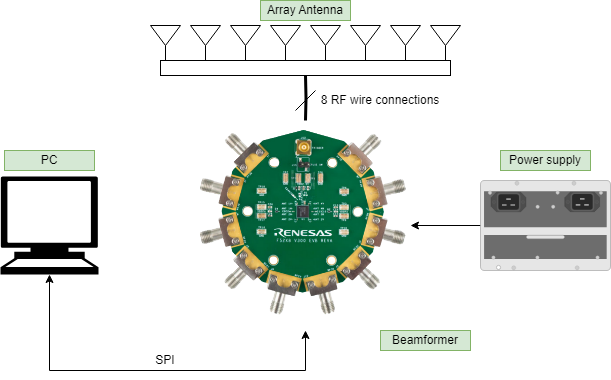 Array Antenna
8 RF wire connections
PC
Power supply
RENESAS
Beamformer
SPI